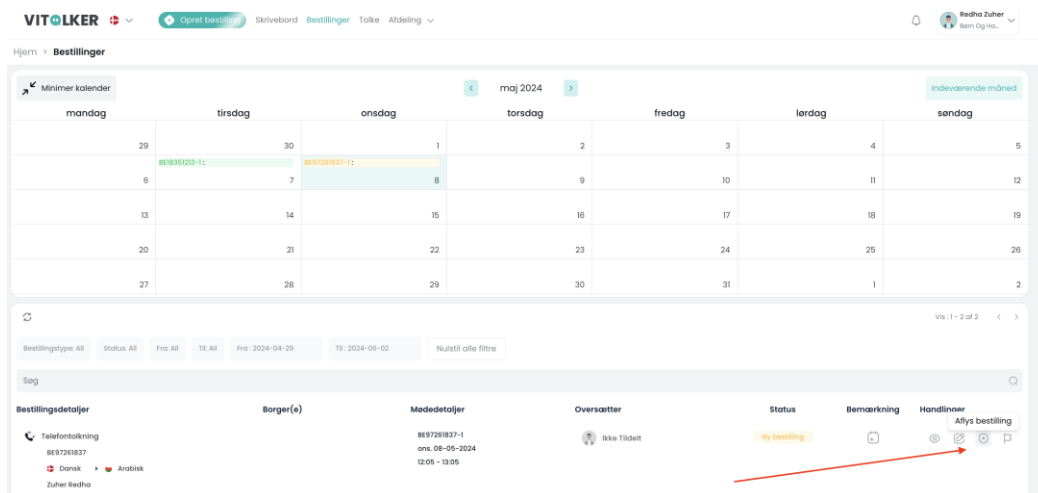 VITOLKER
Opret bestilling Skrivebord Bestillinger Tolke Afdeling
Redha Zuher
Børn Og Ha...
Hjem > Bestillinger
Minimer kalender
maj 2024
Indeværende måned
mandag tirsdag onsdag torsdag fredag lørdag søndag
29 30 1 2 3 4 5
BE18351213-1 : BE97261837-1 :
6 7 8 9 10 11 12
13 14 15 16 17 18 19
20 21 22 23 24 25 26
27 28 29 30 31 1 2
Vis : 1 - 2 af 2
Bestillingstype: All Status: All Fra: All Til: All Fra : 2024-04-29 Til : 2024-06-02 Nulstil alle filtre
Søg
Bestillingsdetaljer Borger(e) Mødedetaljer Oversætter Status Bemærkning Handlinger
Aflys bestilling
Telefontolkning BE97261837-1 Ikke Tildelt Ny bestilling
BE97261837 ons. 08-05-2024
Dansk Arabisk 12:05 - 13:05
Zuher Redha